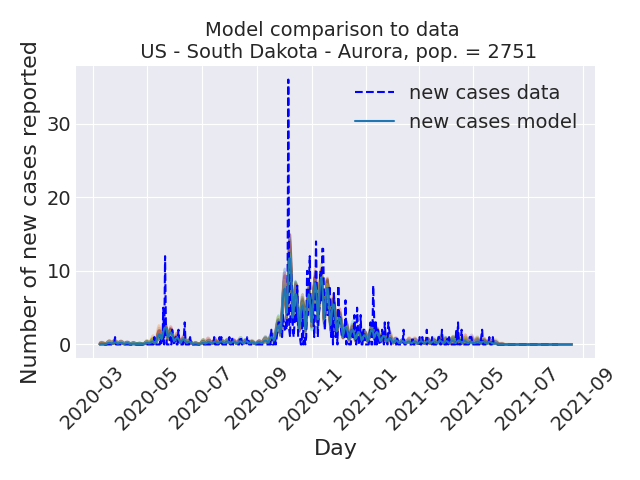 Model comparison to data
US - South Dakota - Aurora, pop. = 2751
Number of new cases reported
30
20
10
0
new cases data
new cases model
2020-03
2020-05
2020-07
2020-09
2020-11
2021-01
2021-03
2021-05
2021-07
2021-09
Day